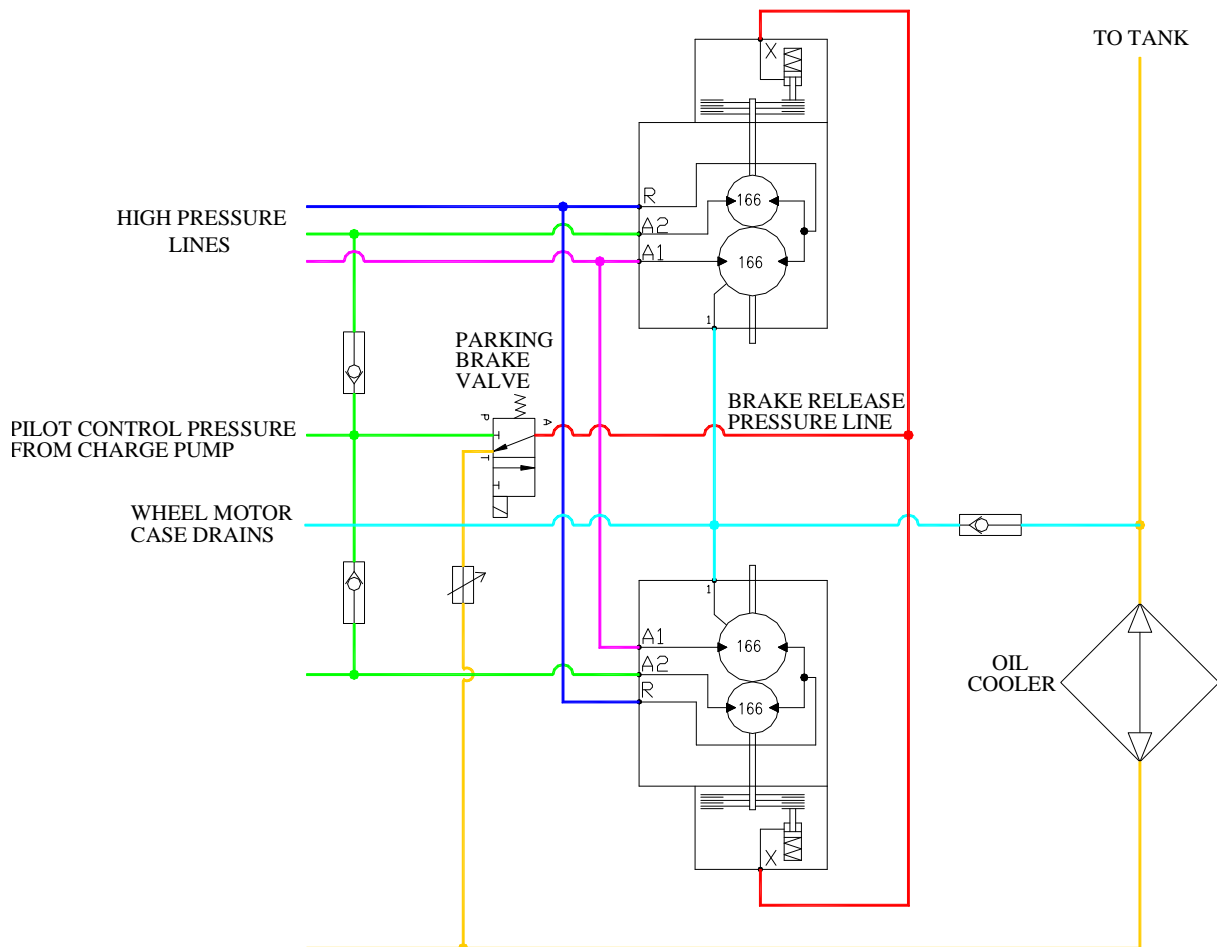 TO TANK
X
R
166
HIGH PRESSURE
LINES
A2
A1
166
1
PARKING
BRAKE
VALVE
BRAKE RELEASE
PRESSURE LINE
P
A
PILOT CONTROL PRESSURE
FROM CHARGE PUMP
T
WHEEL MOTOR
CASE DRAINS
1
A1
166
A2
OIL
COOLER
R
166
X